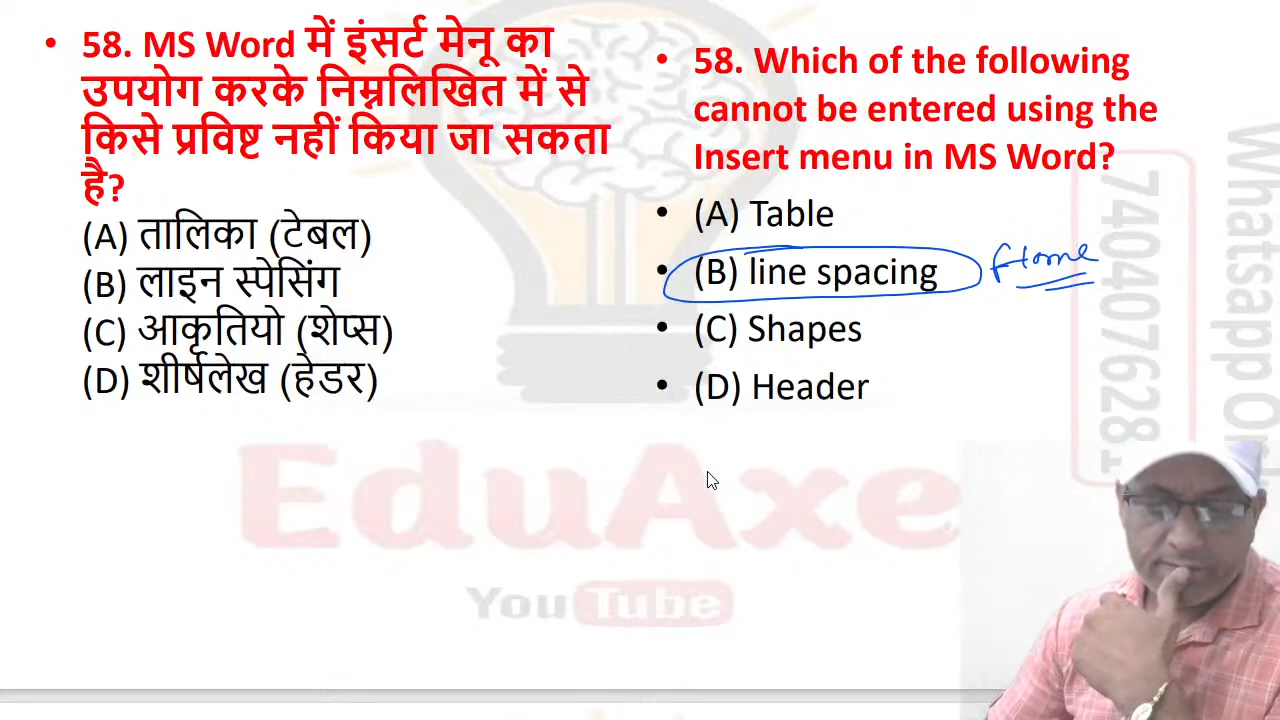 58. MS Word में इंसर्ट मेनू का
उपयोग करके निम्नलिखित में से
किसे प्रविष्ट नहीं किया जा सकता
है?
(A) तालिका (टेबल)
(B) लाइन स्पेसिंग
(C) आकृतियो (शेप्स)
(D) शीर्षलेख (हेडर)
58. Which of the following
cannot be entered using the
Insert menu in MS Word?
(A) Table
(B) line spacing
Home
(C) Shapes
(D) Header
EduAxe
YouTube
Whatsapp